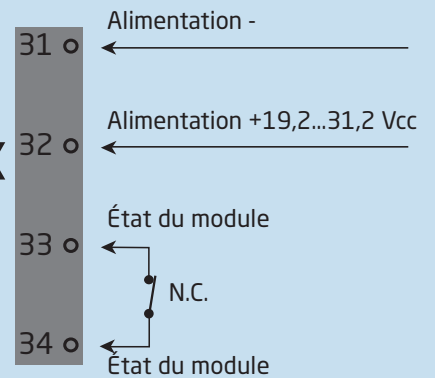 Alimentation -
31
Alimentation +19,2...31,2 Vcc
32
État du module
33
N.C.
34
État du module